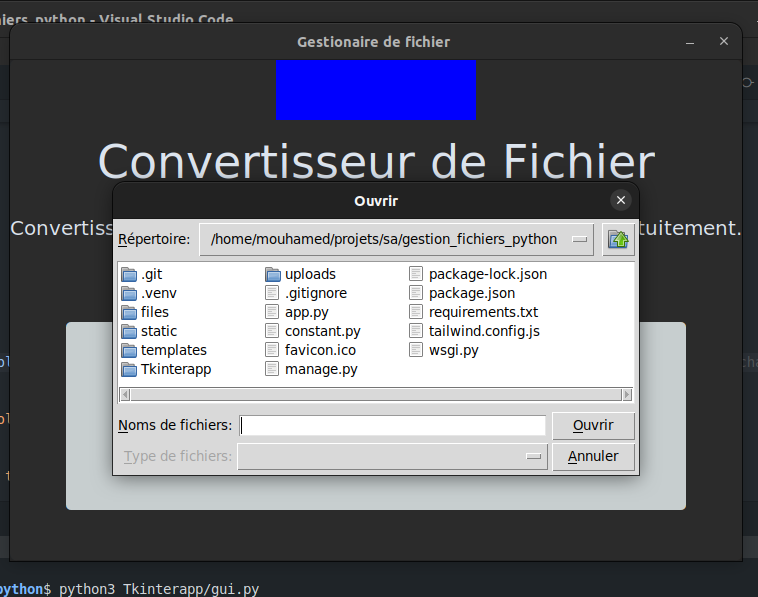 iers_python - Visual Studio Code
Gestionaire de fichier
Convertisseur de Fichier
Ouvrir
Convertiss
tuitement.
Répertoire: /home/mouhamed/projets/sa/gestion_fichiers_python
.git uploads package-lock.json
.venv .gitignore package.json
files app.py requirements.txt
static constant.py tailwind.config.js
templates favicon.ico wsgi.py
Tkinterapp manage.py
Noms de fichiers: Ouvrir
Type de fichiers: Annuler
python$ python3 Tkinterapp/gui.py